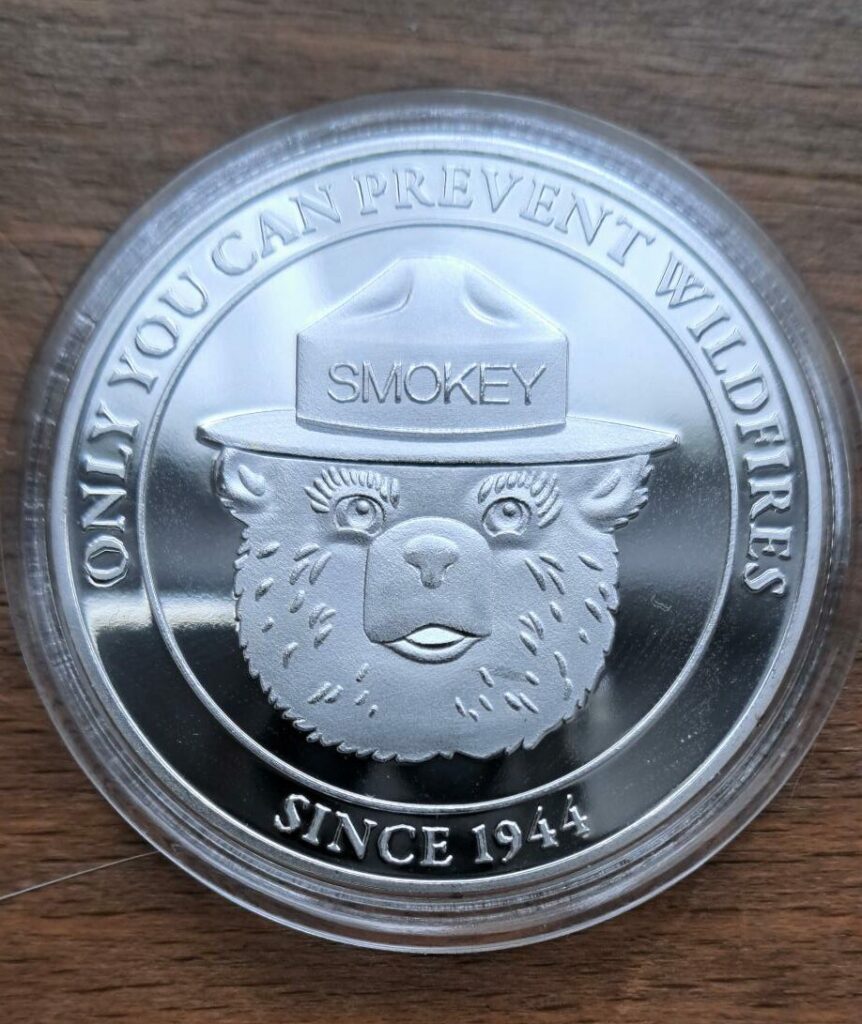 ONLY YOU CAN PREVENT WILDFIRES
SMOKEY
SINCE 1944